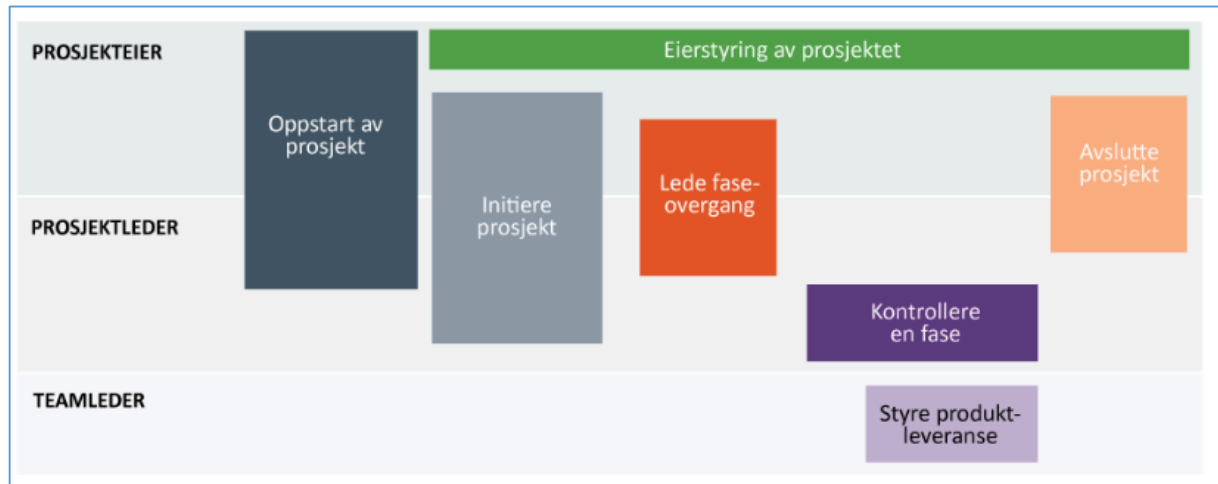 PROSJEKTEIER
Eierstyring av prosjektet
Oppstart av
prosjekt
Initiere
prosjekt
Lede fase-
overgang
Avslutte
prosjekt
PROSJEKTLEDER
Kontrollere
en fase
TEAMLEDER
Styre produkt-
leveranse